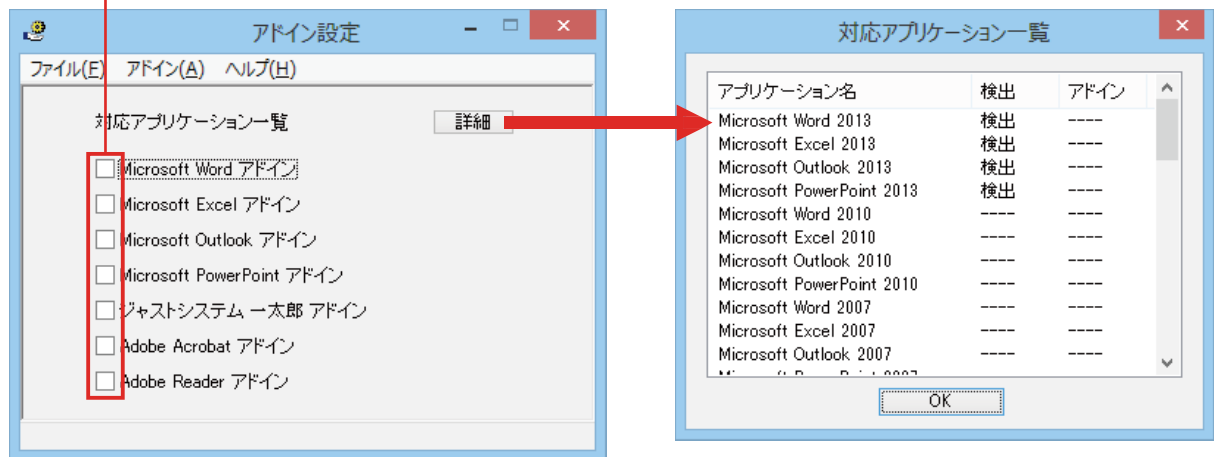 アドイン設定
ファイル(F) アドイン(A) ヘルプ(H)
対応アプリケーション一覧 詳細
Microsoft Word アドイン
Microsoft Excel アドイン
Microsoft Outlook アドイン
Microsoft PowerPoint アドイン
ジャストシステム 一太郎 アドイン
Adobe Acrobat アドイン
Adobe Reader アドイン
対応アプリケーション一覧
アプリケーション名 検出 アドイン
Microsoft Word 2013 検出 ----
Microsoft Excel 2013 検出 ----
Microsoft Outlook 2013 検出 ----
Microsoft PowerPoint 2013 検出 ----
Microsoft Word 2010 ---- ----
Microsoft Excel 2010 ---- ----
Microsoft Outlook 2010 ---- ----
Microsoft PowerPoint 2010 ---- ----
Microsoft Word 2007 ---- ----
Microsoft Excel 2007 ---- ----
Microsoft Outlook 2007 ---- ----
OK